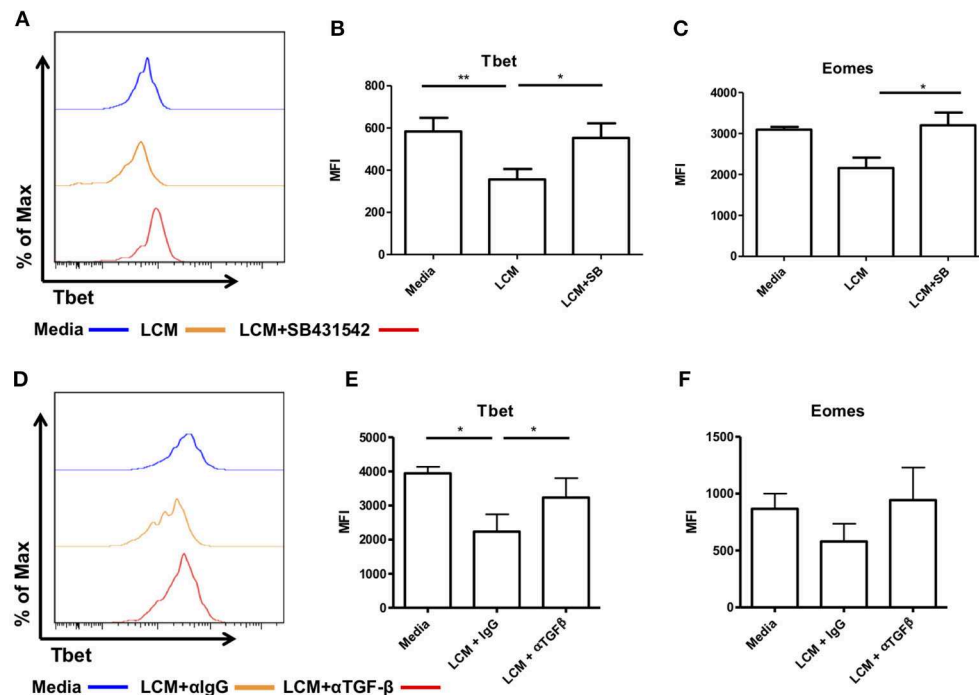 A
% of Max
Tbet
Media LCM LCM+SB431542
B
Tbet
** *
800
600
400
200
0
MFI
Media LCM LCM+SB
C
Eomes
*
4000
3000
2000
1000
0
MFI
Media LCM LCM+SB
D
% of Max
Tbet
Media LCM+αIgG LCM+αTGF-β
E
Tbet
* *
5000
4000
3000
2000
1000
0
MFI
Media LCM + IgG LCM + αTGFβ
F
Eomes
1500
1000
500
0
MFI
Media LCM + IgG LCM + αTGFβ